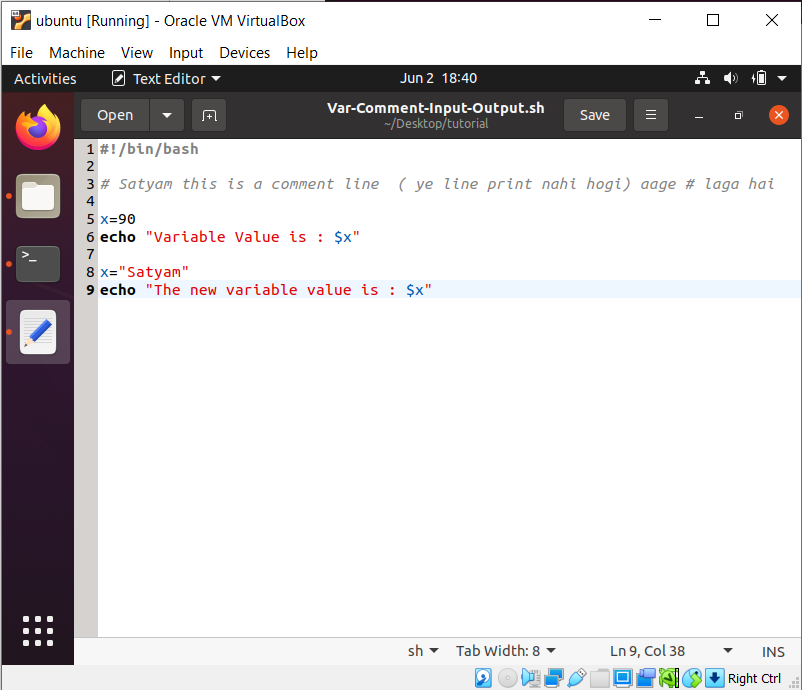 ubuntu [Running] - Oracle VM VirtualBox
File Machine View Input Devices Help
Activities Text Editor Jun 2 18:40
Open Var-Comment-Input-Output.sh Save
~/Desktop/tutorial
1 #!/bin/bash
2
3 # Satyam this is a comment line  ( ye line print nahi hogi) aage # laga hai
4
5 x=90
6 echo "Variable Value is : $x"
7
8 x="Satyam"
9 echo "The new variable value is : $x"
>_
sh Tab Width: 8 Ln 9, Col 38 INS
Right Ctrl